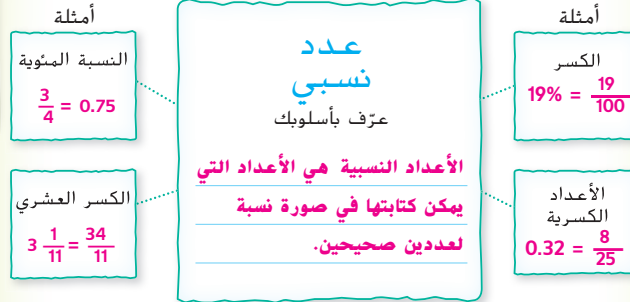 أمثلة
الكسر
19% = 19/100
الأعداد
الكسرية
0.32 = 8/25
عدد
نسبي
عرّف بأسلوبك
الأعداد النسبية هي الأعداد التي
يمكن كتابتها في صورة نسبة
لعددين صحيحين.
أمثلة
النسبة المئوية
3/4 = 0.75
الكسر العشري
3 1/11 = 34/11